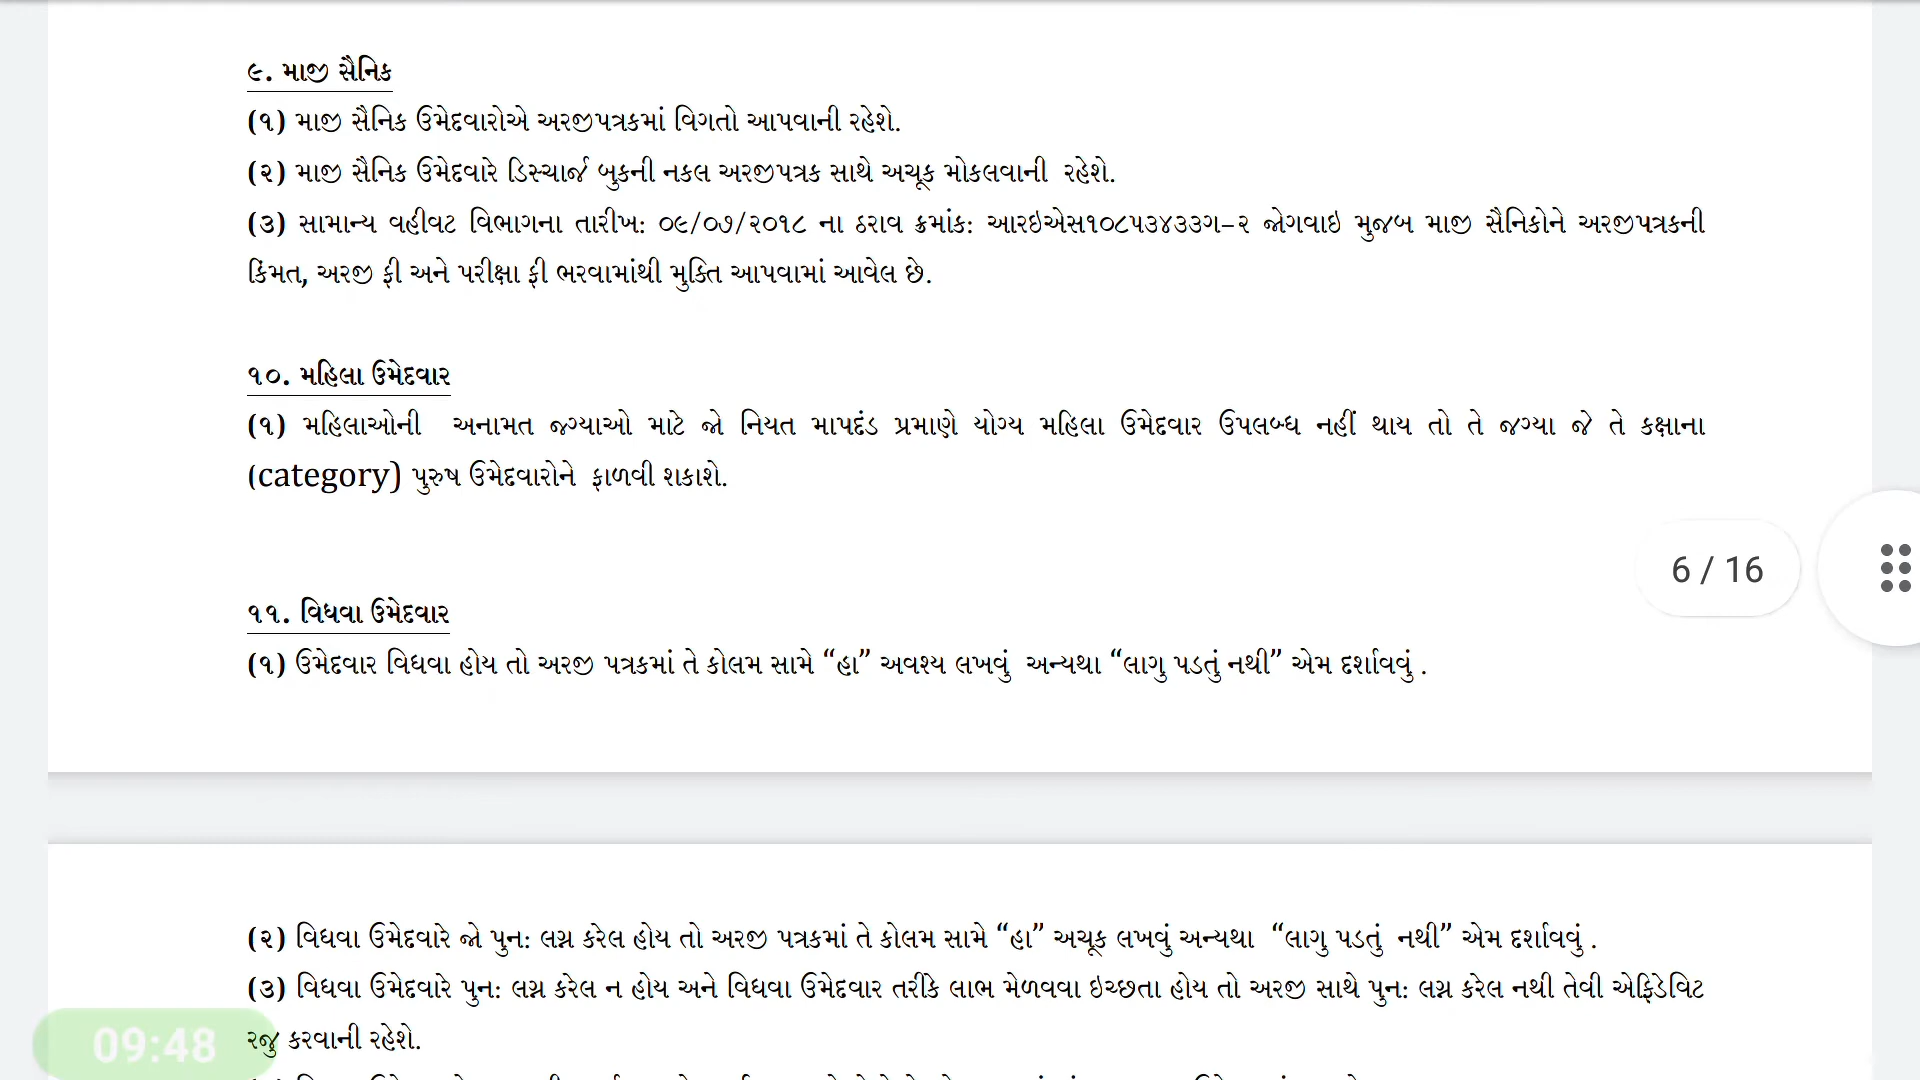 ૯. માજી સૈનિક
(૧) માજી સૈનિક ઉમેદવારોએ અરજીપત્રકમાં વિગતો આપવાની રહેશે.
(૨) માજી સૈનિક ઉમેદવારે ડિસ્ચાર્જ બુકની નકલ અરજીપત્રક સાથે અચૂક મોકલવાની રહેશે.
(૩) સામાન્ય વહીવટ વિભાગના તારીખ: ૦૯/૦૭/૨૦૧૮ ના ઠરાવ ક્રમાંક: આરઇએસ૧૦૮૫૩૪૩૩ગ-૨ જોગવાઇ મુજબ માજી સૈનિકોને અરજીપત્રકની
કિંમત, અરજી ફી અને પરીક્ષા ફી ભરવામાંથી મુક્તિ આપવામાં આવેલ છે.
૧૦. મહિલા ઉમેદવાર
(૧) મહિલાઓની અનામત જગ્યાઓ માટે જો નિયત માપદંડ પ્રમાણે યોગ્ય મહિલા ઉમેદવાર ઉપલબ્ધ નહીં થાય તો તે જગ્યા જે તે કક્ષાના
(category) પુરુષ ઉમેદવારોને ફાળવી શકાશે.
6 / 16
૧૧. વિધવા ઉમેદવાર
(૧) ઉમેદવાર વિધવા હોય તો અરજી પત્રકમાં તે કોલમ સામે “હા” અવશ્ય લખવું અન્યથા “લાગુ પડતું નથી” એમ દર્શાવવું .
(૨) વિધવા ઉમેદવારે જો પુન: લગ્ન કરેલ હોય તો અરજી પત્રકમાં તે કોલમ સામે “હા” અચૂક લખવું અન્યથા “લાગુ પડતું નથી” એમ દર્શાવવું .
(૩) વિધવા ઉમેદવારે પુન: લગ્ન કરેલ ન હોય અને વિધવા ઉમેદવાર તરીકે લાભ મેળવવા ઇચ્છતા હોય તો અરજી સાથે પુન: લગ્ન કરેલ નથી તેવી એફિડેવિટ
રજુ કરવાની રહેશે.
09:48